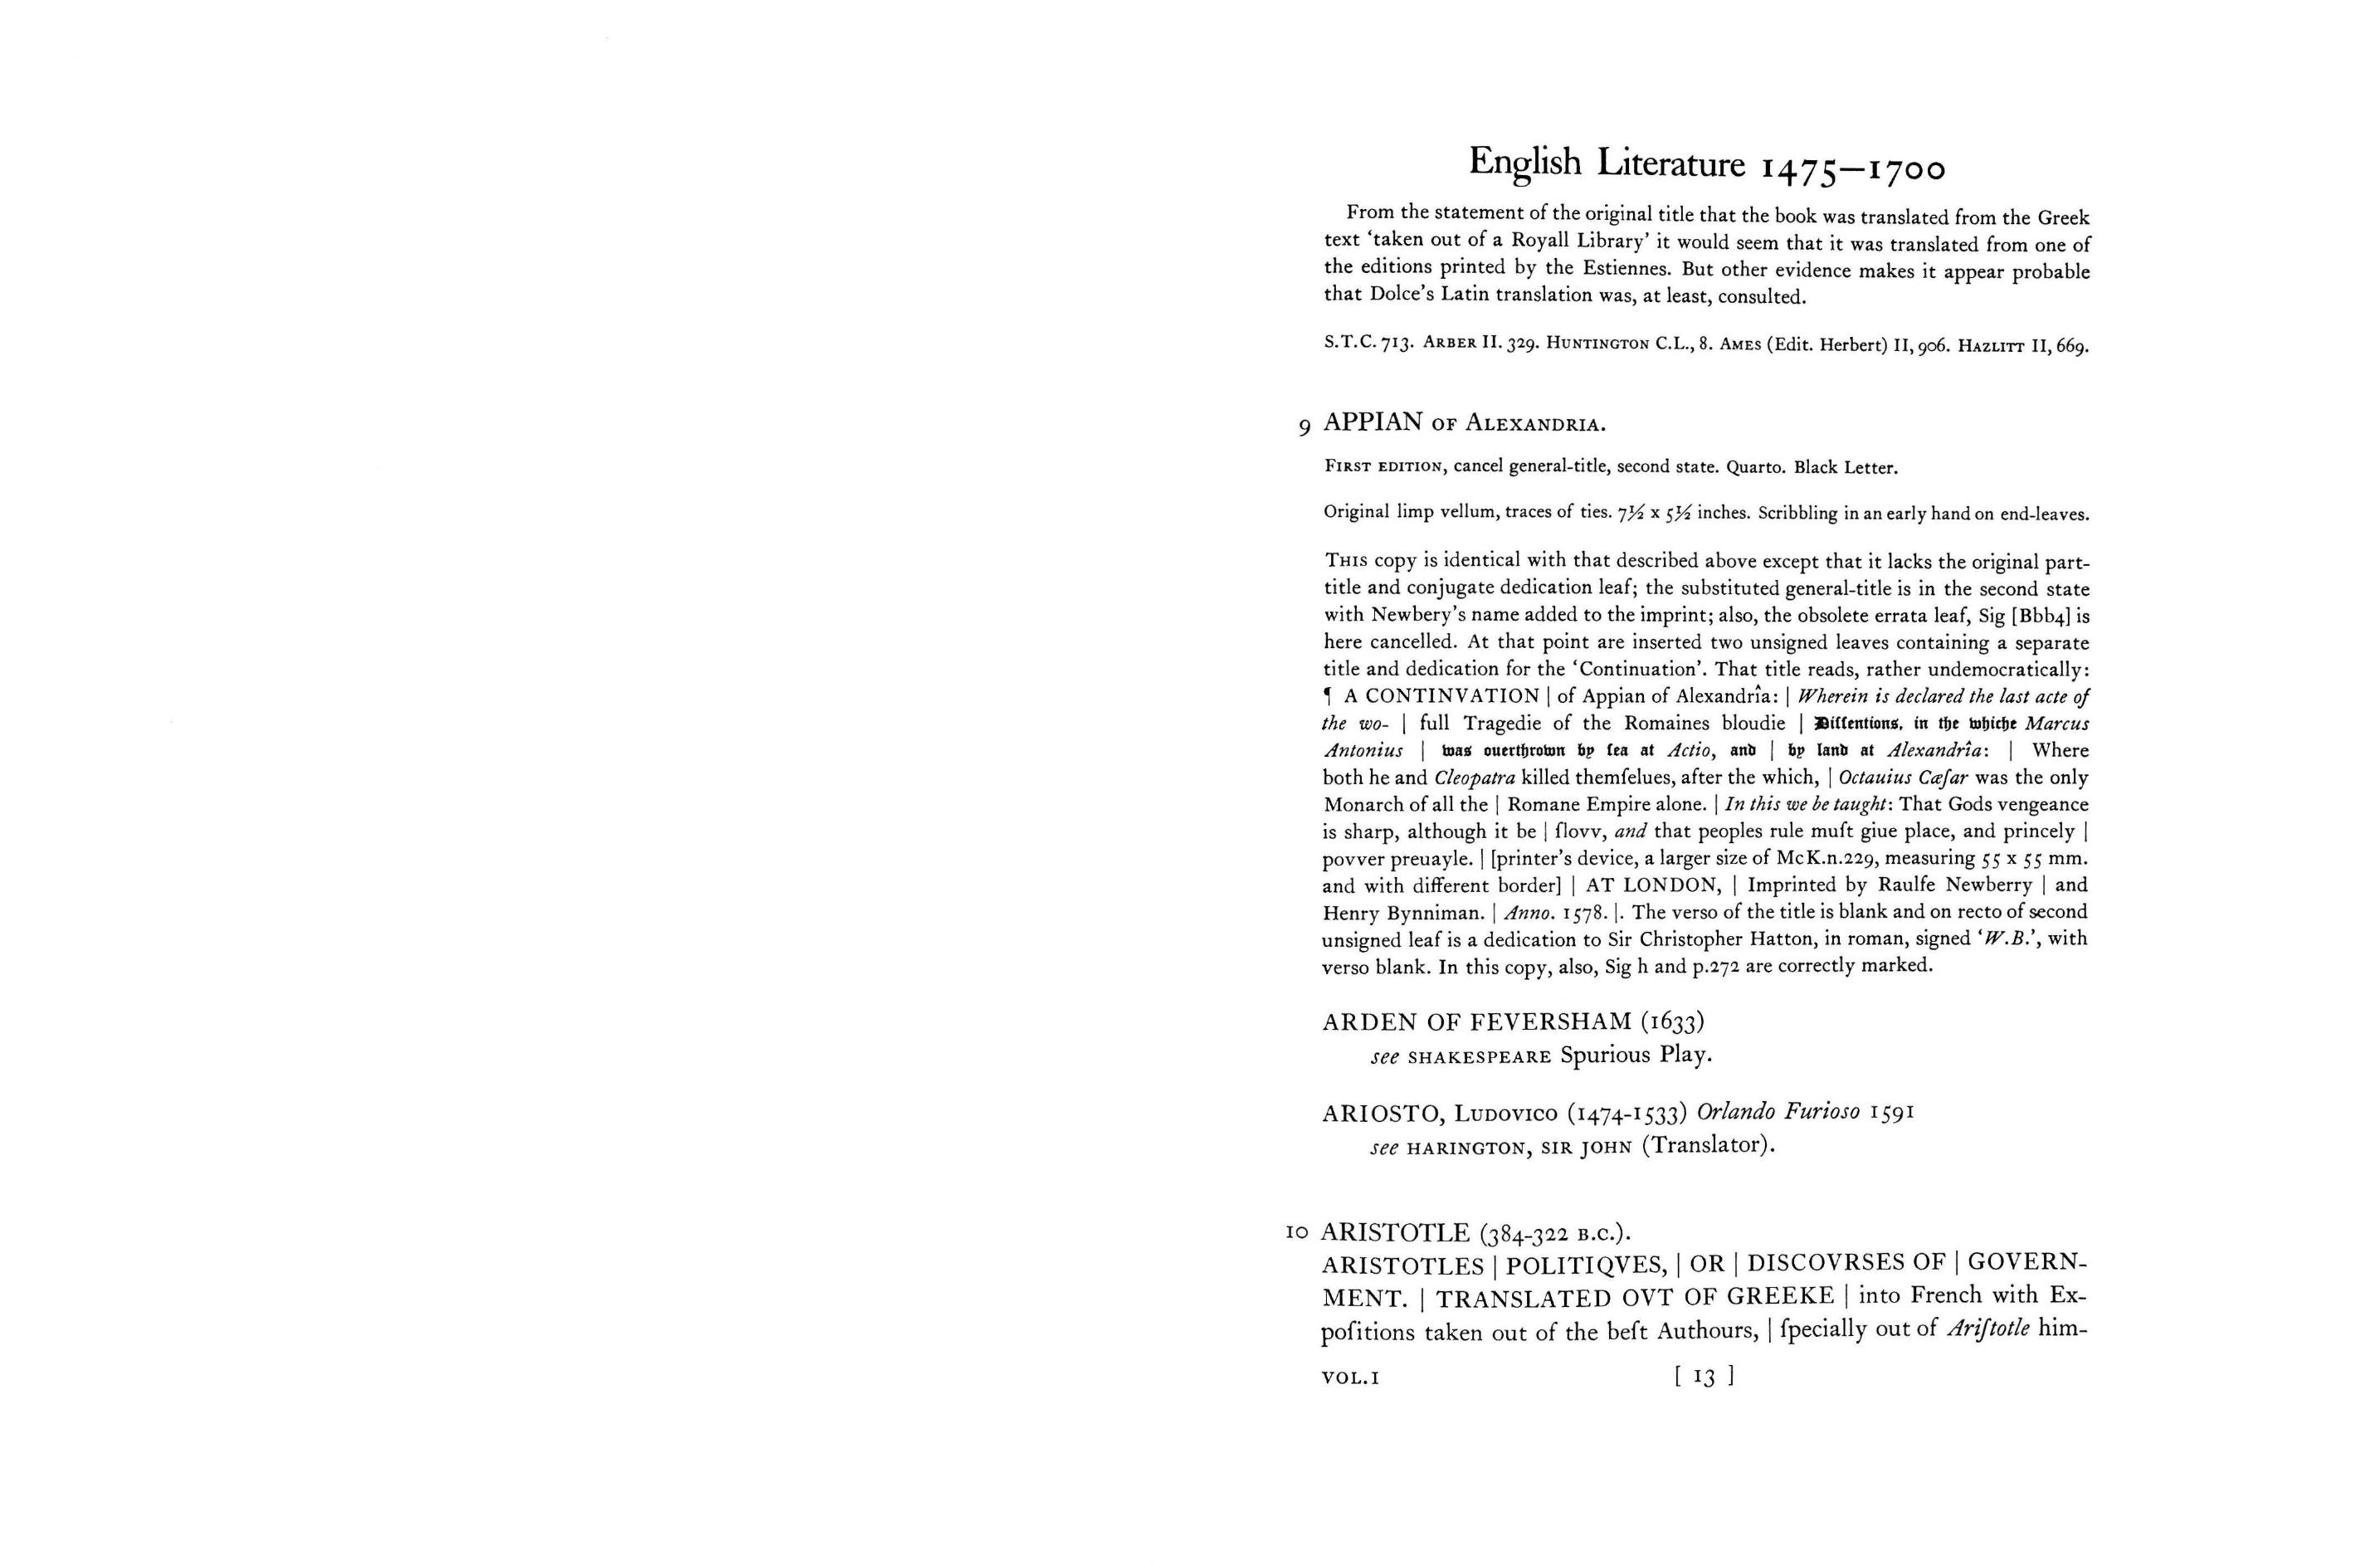 English Literature 1475—1700
From the statement of the original title that the book was translated from the Greek
text ‘taken out of a Royall Library’ it would seem that it was translated from one of
the editions printed by the Estiennes. But other evidence makes it appear probable
that Dolce’s Latin translation was, at least, consulted.
S.T.C. 713. ARBER II. 329. HUNTINGTON C.L., 8. AMES (Edit. Herbert) II, 906. HAZLITT II, 669.
9 APPIAN OF ALEXANDRIA.
FIRST EDITION, cancel general-title, second state. Quarto. Black Letter.
Original limp vellum, traces of ties. 7½ x 5½ inches. Scribbling in an early hand on end-leaves.
THIS copy is identical with that described above except that it lacks the original part-
title and conjugate dedication leaf; the substituted general-title is in the second state
with Newbery’s name added to the imprint; also, the obsolete errata leaf, Sig [Bbb4] is
here cancelled. At that point are inserted two unsigned leaves containing a separate
title and dedication for the ‘Continuation’. That title reads, rather undemocratically:
¶ A CONTINVATION | of Appian of Alexandrîa: | Wherein is declared the last acte of
the wo- | full Tragedie of the Romaines bloudie | Diſſentions, in the whiche Marcus
Antonius | was ouerthrown by ſea at Actio, and | by land at Alexandrîa: | Where
both he and Cleopatra killed themſelues, after the which, | Octauius Cæſar was the only
Monarch of all the | Romane Empire alone. | In this we be taught: That Gods vengeance
is sharp, although it be | ſlovv, and that peoples rule muſt giue place, and princely |
povver preuayle. | [printer’s device, a larger size of McK.n.229, measuring 55 x 55 mm.
and with different border] | AT LONDON, | Imprinted by Raulfe Newberry | and
Henry Bynniman. | Anno. 1578. |. The verso of the title is blank and on recto of second
unsigned leaf is a dedication to Sir Christopher Hatton, in roman, signed ‘W.B.’, with
verso blank. In this copy, also, Sig h and p.272 are correctly marked.
ARDEN OF FEVERSHAM (1633)
see SHAKESPEARE Spurious Play.
ARIOSTO, LUDOVICO (1474-1533) Orlando Furioso 1591
see HARINGTON, SIR JOHN (Translator).
10 ARISTOTLE (384-322 B.C.).
ARISTOTLES | POLITIQVES, | OR | DISCOVRSES OF | GOVERN-
MENT. | TRANSLATED OVT OF GREEKE | into French with Ex-
poſitions taken out of the beſt Authours, | ſpecially out of Ariſtotle him-
VOL.I [ 13 ]